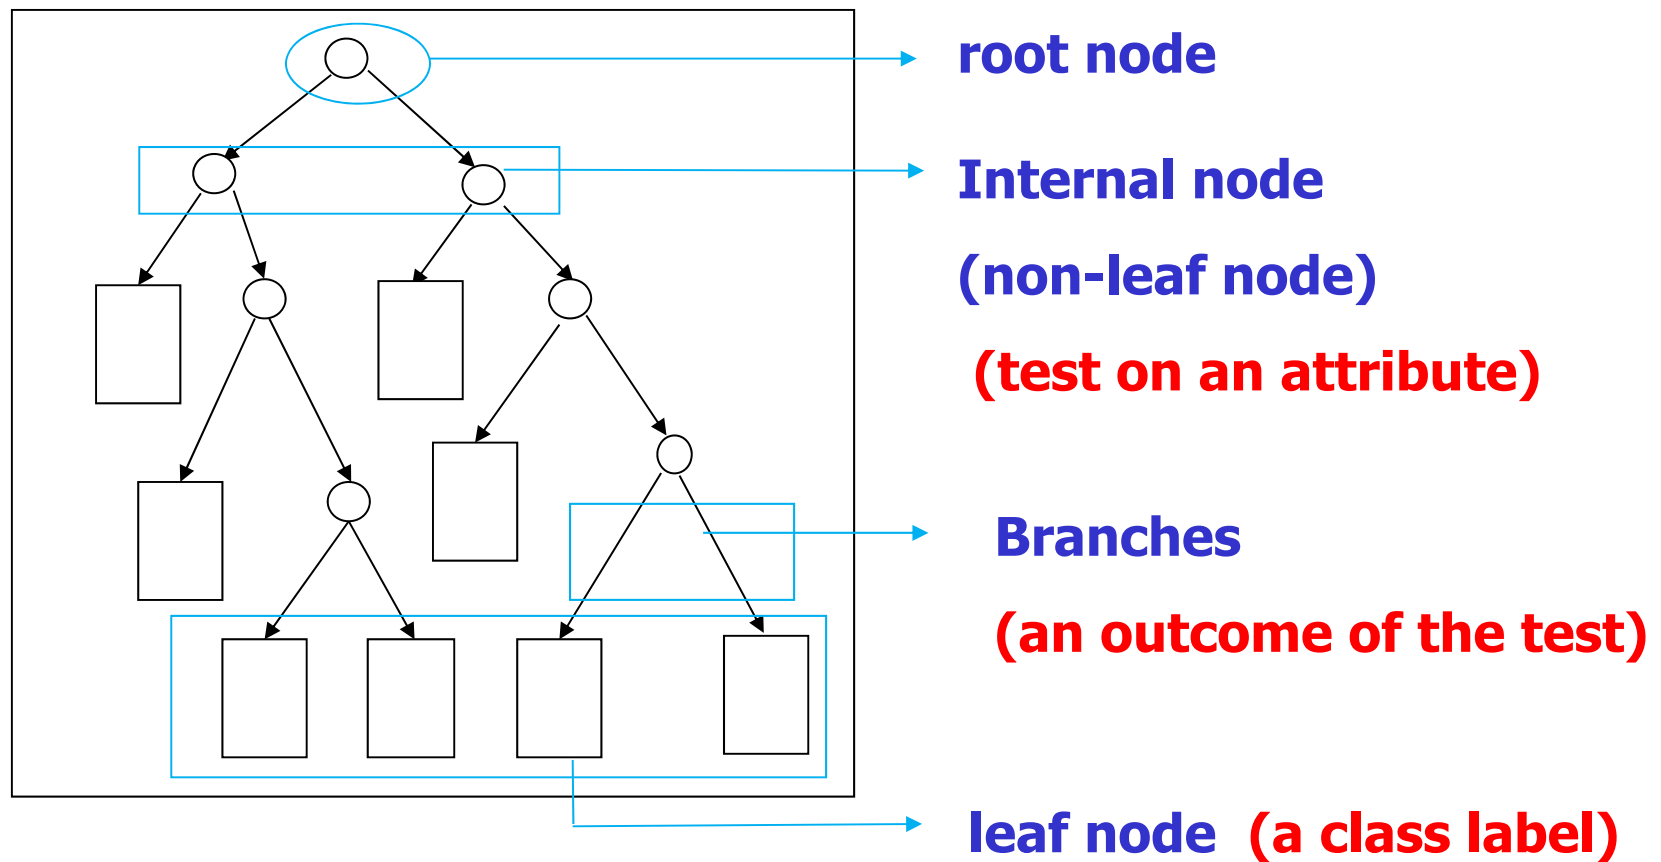 root node
Internal node
(non-leaf node)
(test on an attribute)
Branches
(an outcome of the test)
leaf node (a class label)